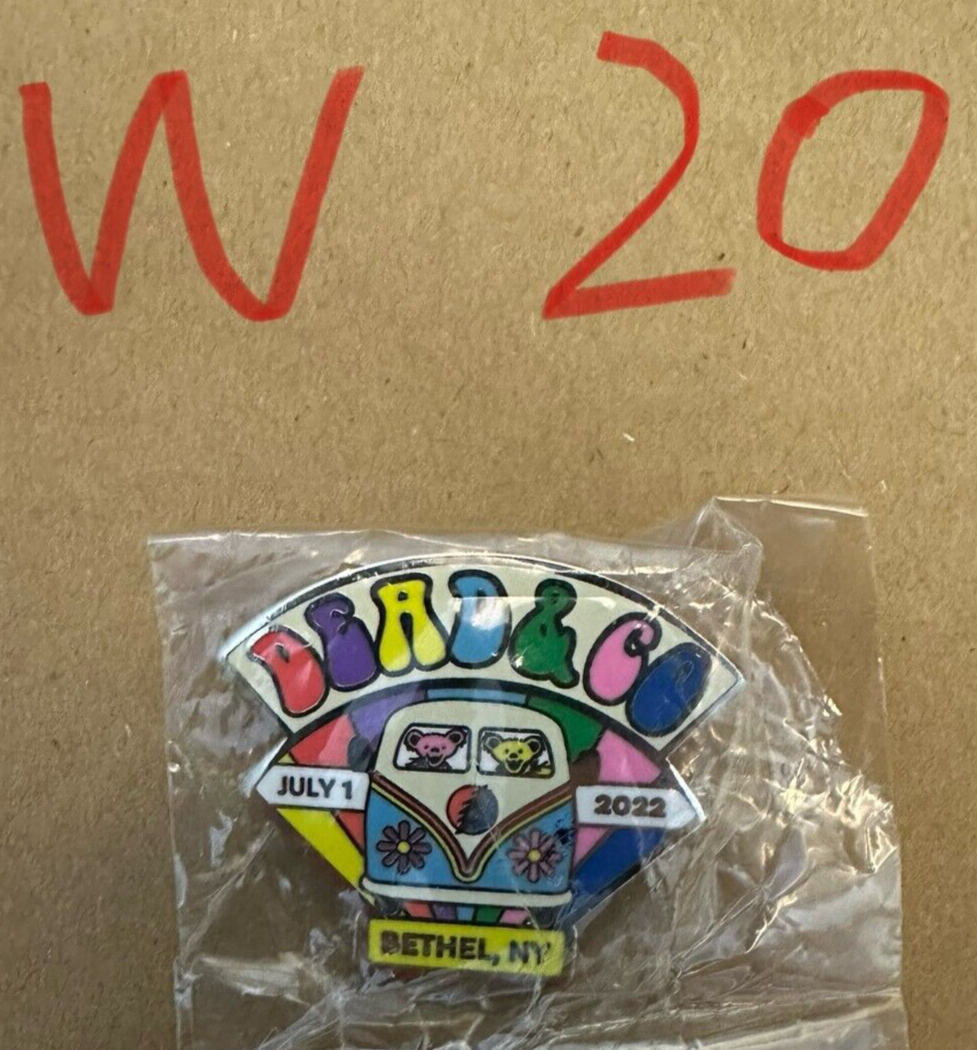 W 20
DEAD & CO
JULY 1 2022
BETHEL, NY